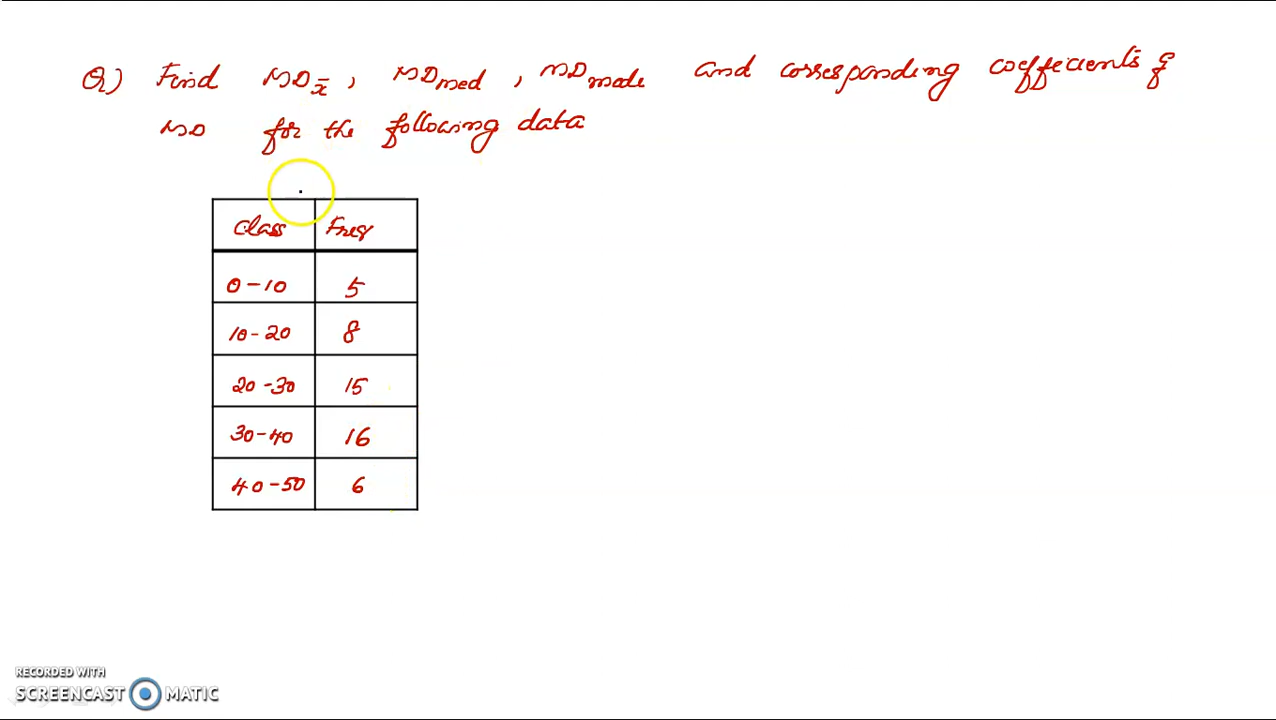 Q) Find MD x̄ , MD med , MD mode and corresponding coefficients of
MD for the following data
Class Freq
0-10 5
10-20 8
20-30 15
30-40 16
40-50 6
RECORDED WITH
SCREENCAST MATIC